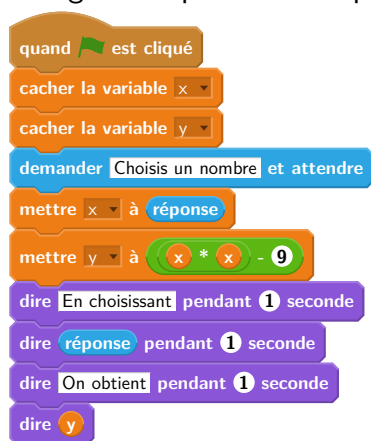 quand est cliqué
cacher la variable x
cacher la variable y
demander Choisis un nombre et attendre
mettre x à réponse
mettre y à x * x - 9
dire En choisissant pendant 1 seconde
dire réponse pendant 1 seconde
dire On obtient pendant 1 seconde
dire y